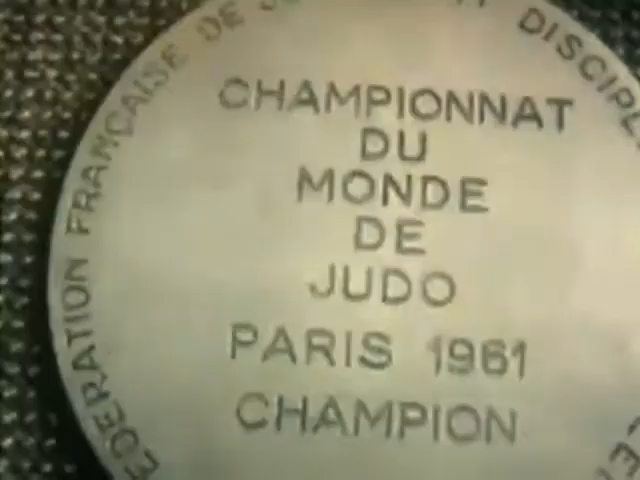 FEDERATION FRANÇAISE DE
DISCIPL
CHAMPIONNAT
DU
MONDE
DE
JUDO
PARIS 1961
CHAMPION